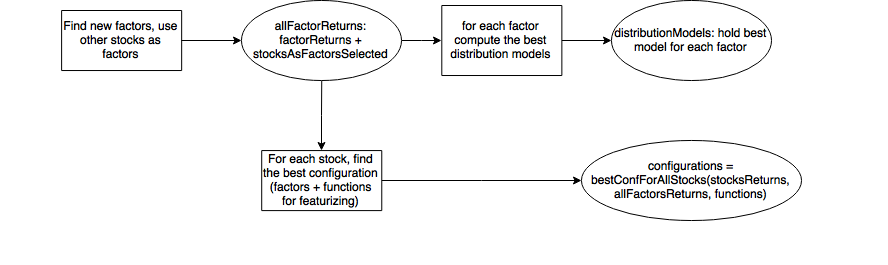 Find new factors, use
other stocks as
factors
allFactorReturns:
factorReturns +
stocksAsFactorsSelected
for each factor
compute the best
distribution models
distributionModels: hold best
model for each factor
For each stock, find
the best configuration
(factors + functions
for featurizing)
configurations =
bestConfForAllStocks(stocksReturns,
allFactorsReturns, functions)